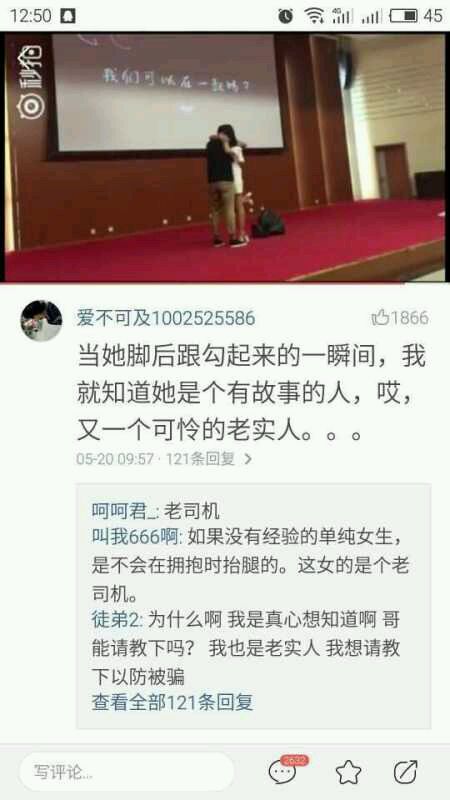 12:50
4G
45
秒拍
我们可以在一起吗?
爱不可及1002525586
1866
当她脚后跟勾起来的一瞬间，我
就知道她是个有故事的人，哎，
又一个可怜的老实人。。。
05-20 09:57 · 121条回复 >
呵呵君_: 老司机
叫我666啊: 如果没有经验的单纯女生，
是不会在拥抱时抬腿的。这女的是个老
司机。
徒弟2: 为什么啊 我是真心想知道啊 哥
能请教下吗？ 我也是老实人 我想请教
下以防被骗
查看全部121条回复
写评论...
2632